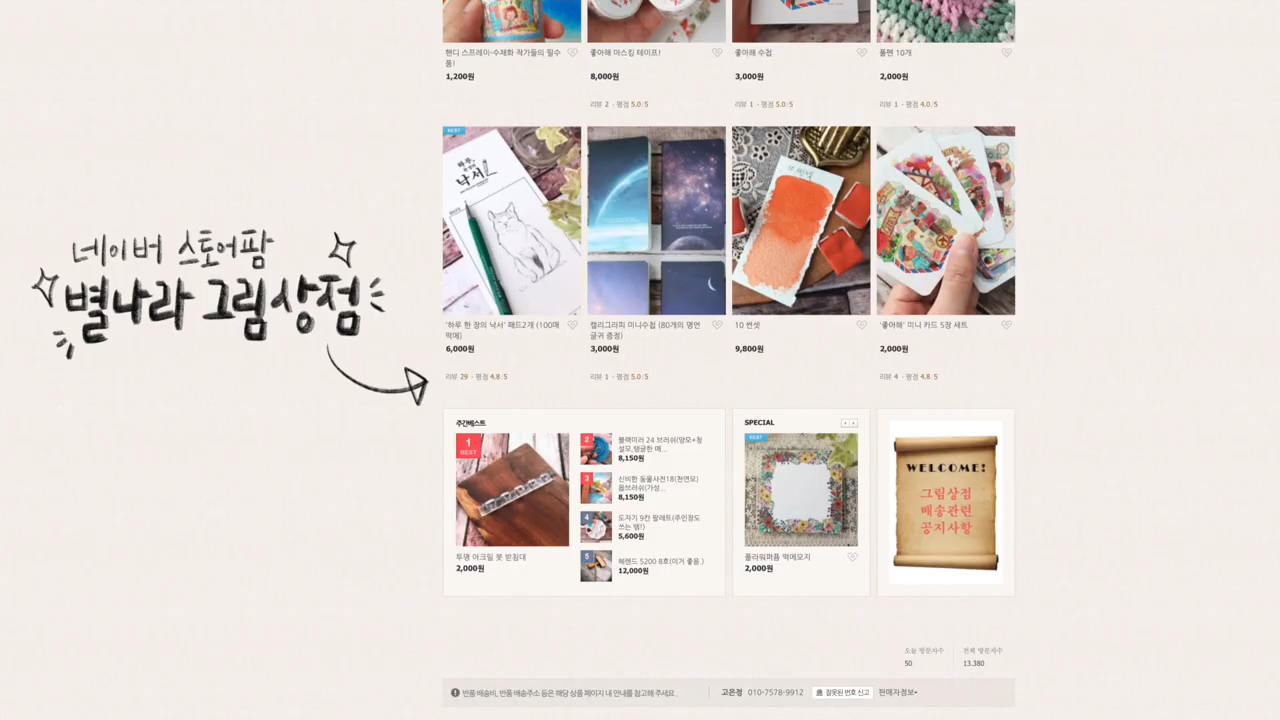 네이버 스토어팜
별나라 그림상점
핸디 스프레이-수채화 작가들의 필수
품!
1,200원
좋아해 마스킹 테이프!
8,000원
리뷰 2 · 평점 5.0/5
좋아해 수첩
3,000원
리뷰 1 · 평점 5.0/5
풀펜 10개
2,000원
리뷰 1 · 평점 4.0/5
BEST
하루,
낙서
'하루 한 장의 낙서' 패드2개 (100매
떡메)
6,000원
리뷰 29 · 평점 4.8/5
캘리그라피 미니수첩 (80개의 명언
글귀 증정)
3,000원
리뷰 1 · 평점 5.0/5
10 썬셋
9,800원
'좋아해' 미니 카드 5장 세트
2,000원
리뷰 4 · 평점 4.8/5
주간베스트
1
BEST
투명 아크릴 붓 받침대
2,000원
2
블랙미러 24 브러쉬(양모+청
설모,탱글한 매...
8,150원
3
신비한 동물사전18(천연모)
8,150원
4
도자기 9칸 팔레트(주인장도
쓰는 템!)
5,600원
5
헤렌드 5200 8호(이거 좋음.)
12,000원
SPECIAL
BEST
플라워퍼퓸 떡메모지
2,000원
WELCOME!
그림상점
배송관련
공지사항
오늘 방문자수
50
전체 방문자수
13,380
반품 배송비, 반품 배송주소 등은 해당 상품 페이지 내 안내를 참고해 주세요.
고은정 010-7578-9912 잘못된 번호 신고 판매자정보